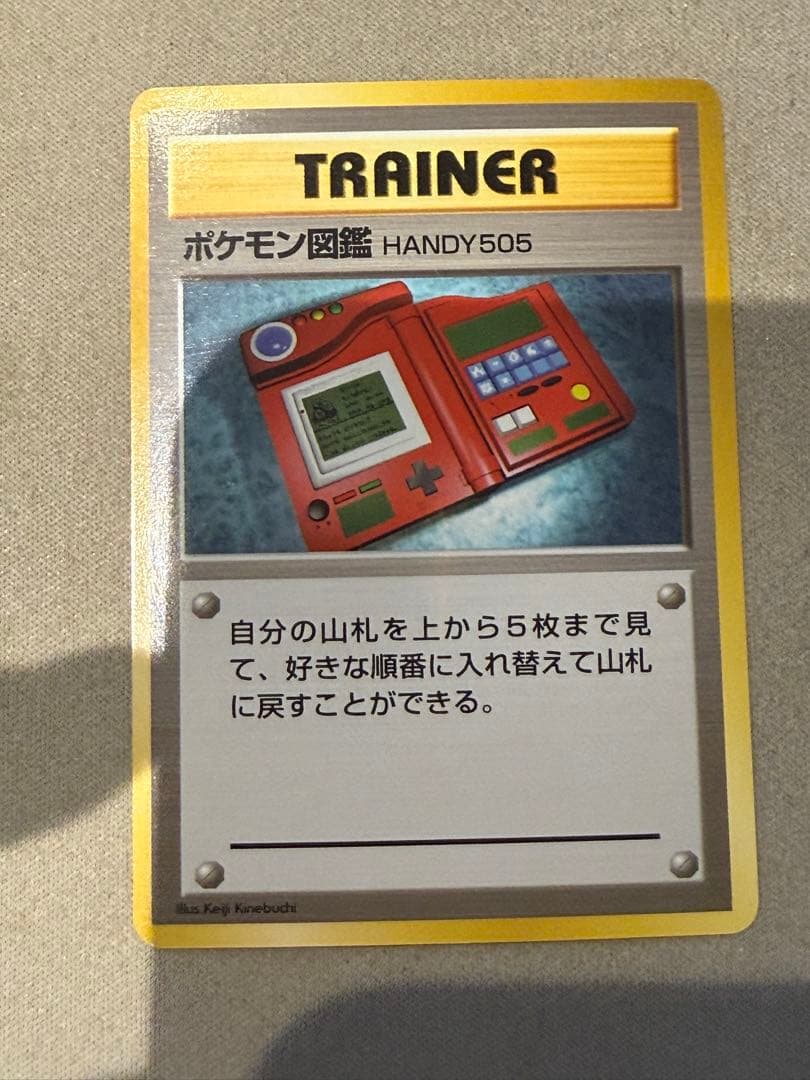 TRAINER
ポケモン図鑑 HANDY505
自分の山札を上から5枚まで見
て、好きな順番に入れ替えて山札
に戻すことができる。
Illus. Keiji Kinebuchi